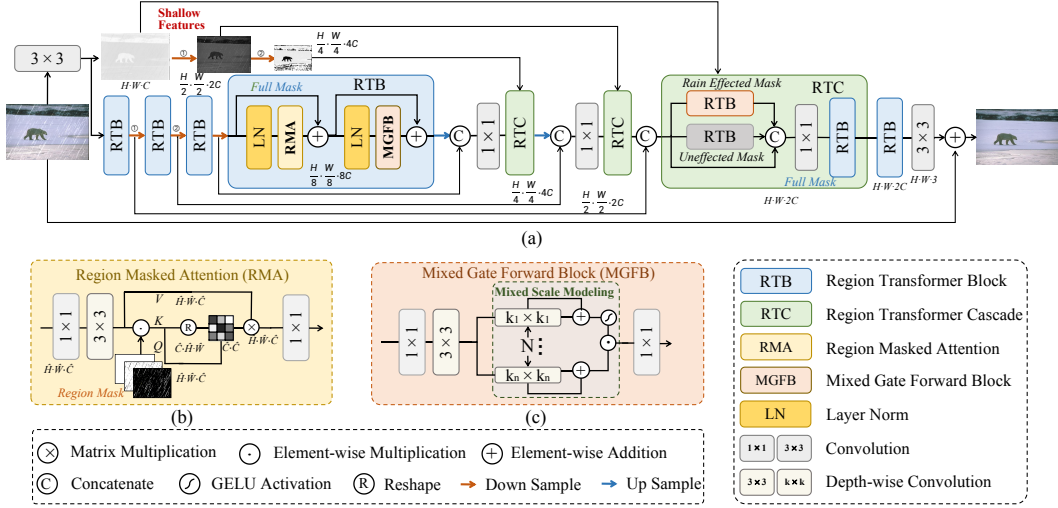 Shallow
Features
3 × 3
H·W·C
①
②
H/2 · W/2 ·2C
H/4 · W/4 ·4C
RTB
①
RTB
②
RTB
Full Mask
RTB
LN
RMA
LN
MGFB
H/8 · W/8 ·8C
C
1 × 1
RTC
H/4 · W/4 ·4C
C
1 × 1
RTC
H/2 · W/2 ·2C
C
Rain Effected Mask
RTC
RTB
RTB
Uneffected Mask
C
1 × 1
RTB
Full Mask
H·W·2C
RTB
H·W·2C
3 × 3
H·W·3
(a)
Region Masked Attention (RMA)
1 × 1
3 × 3
Ĥ·Ŵ·Ĉ
V
Ĥ·Ŵ·Ĉ
K
Q
R
Ĉ·Ĥ·Ŵ
Ĉ·Ĉ
Ĥ·Ŵ·Ĉ
Ĥ·Ŵ·Ĉ
1 × 1
Region Mask
(b)
Mixed Gate Forward Block (MGFB)
Mixed Scale Modeling
1 × 1
3 × 3
k₁ × k₁
N
kₙ × kₙ
1 × 1
(c)
Matrix Multiplication
Element-wise Multiplication
Element-wise Addition
C Concatenate
GELU Activation
R Reshape
Down Sample
Up Sample
RTB Region Transformer Block
RTC Region Transformer Cascade
RMA Region Masked Attention
MGFB Mixed Gate Forward Block
LN Layer Norm
1 × 1 3 × 3 Convolution
3 × 3 k × k Depth-wise Convolution